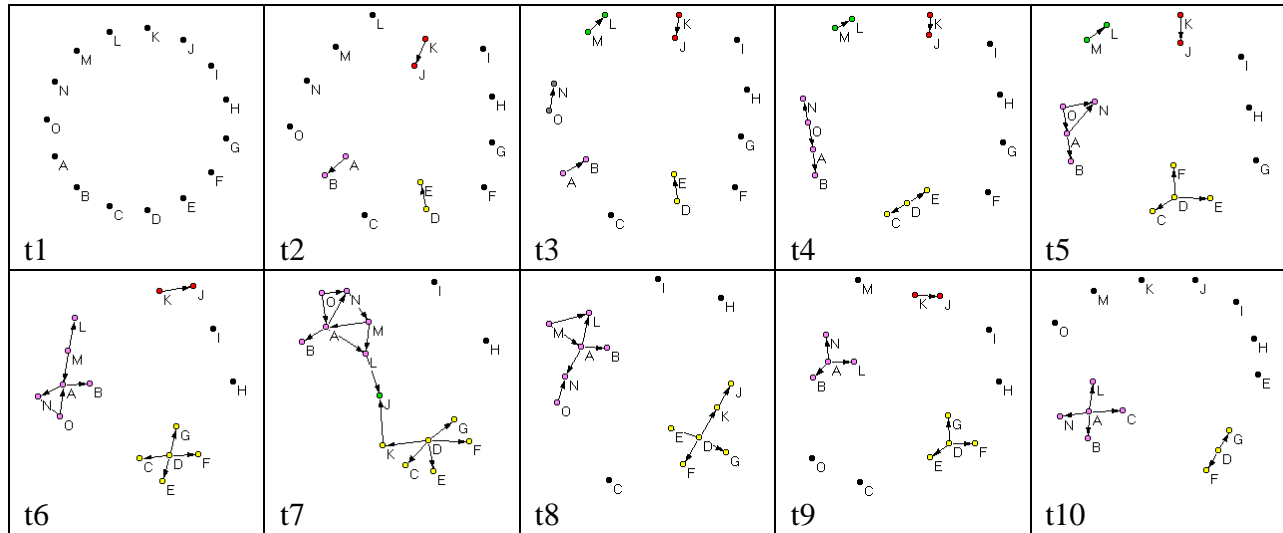 K
L J
M I
N H
O G
A F
B E
C D
t1
L
K I
M J
N H
O G
A
B E F
C D
t2
K
L
M J I
N H
O G
B
A E F
C D
t3
L K
M J I
N H
O G
A
B E F
C D
t4
L K
M J I
N H
O
A G
B F
C D E
t5
K J
L I
M
A B H
N O
G
C D F
E
t6
O N I
M
B A H
L
J
G
K D F
C E
t7
I
L H
M
A B
N J
O K
E D
F G
C
t8
M
K J
N I
A L
B H
G
O E D F
C
t9
K J
M I
O H
L E
N A C
B G
D
F
t10